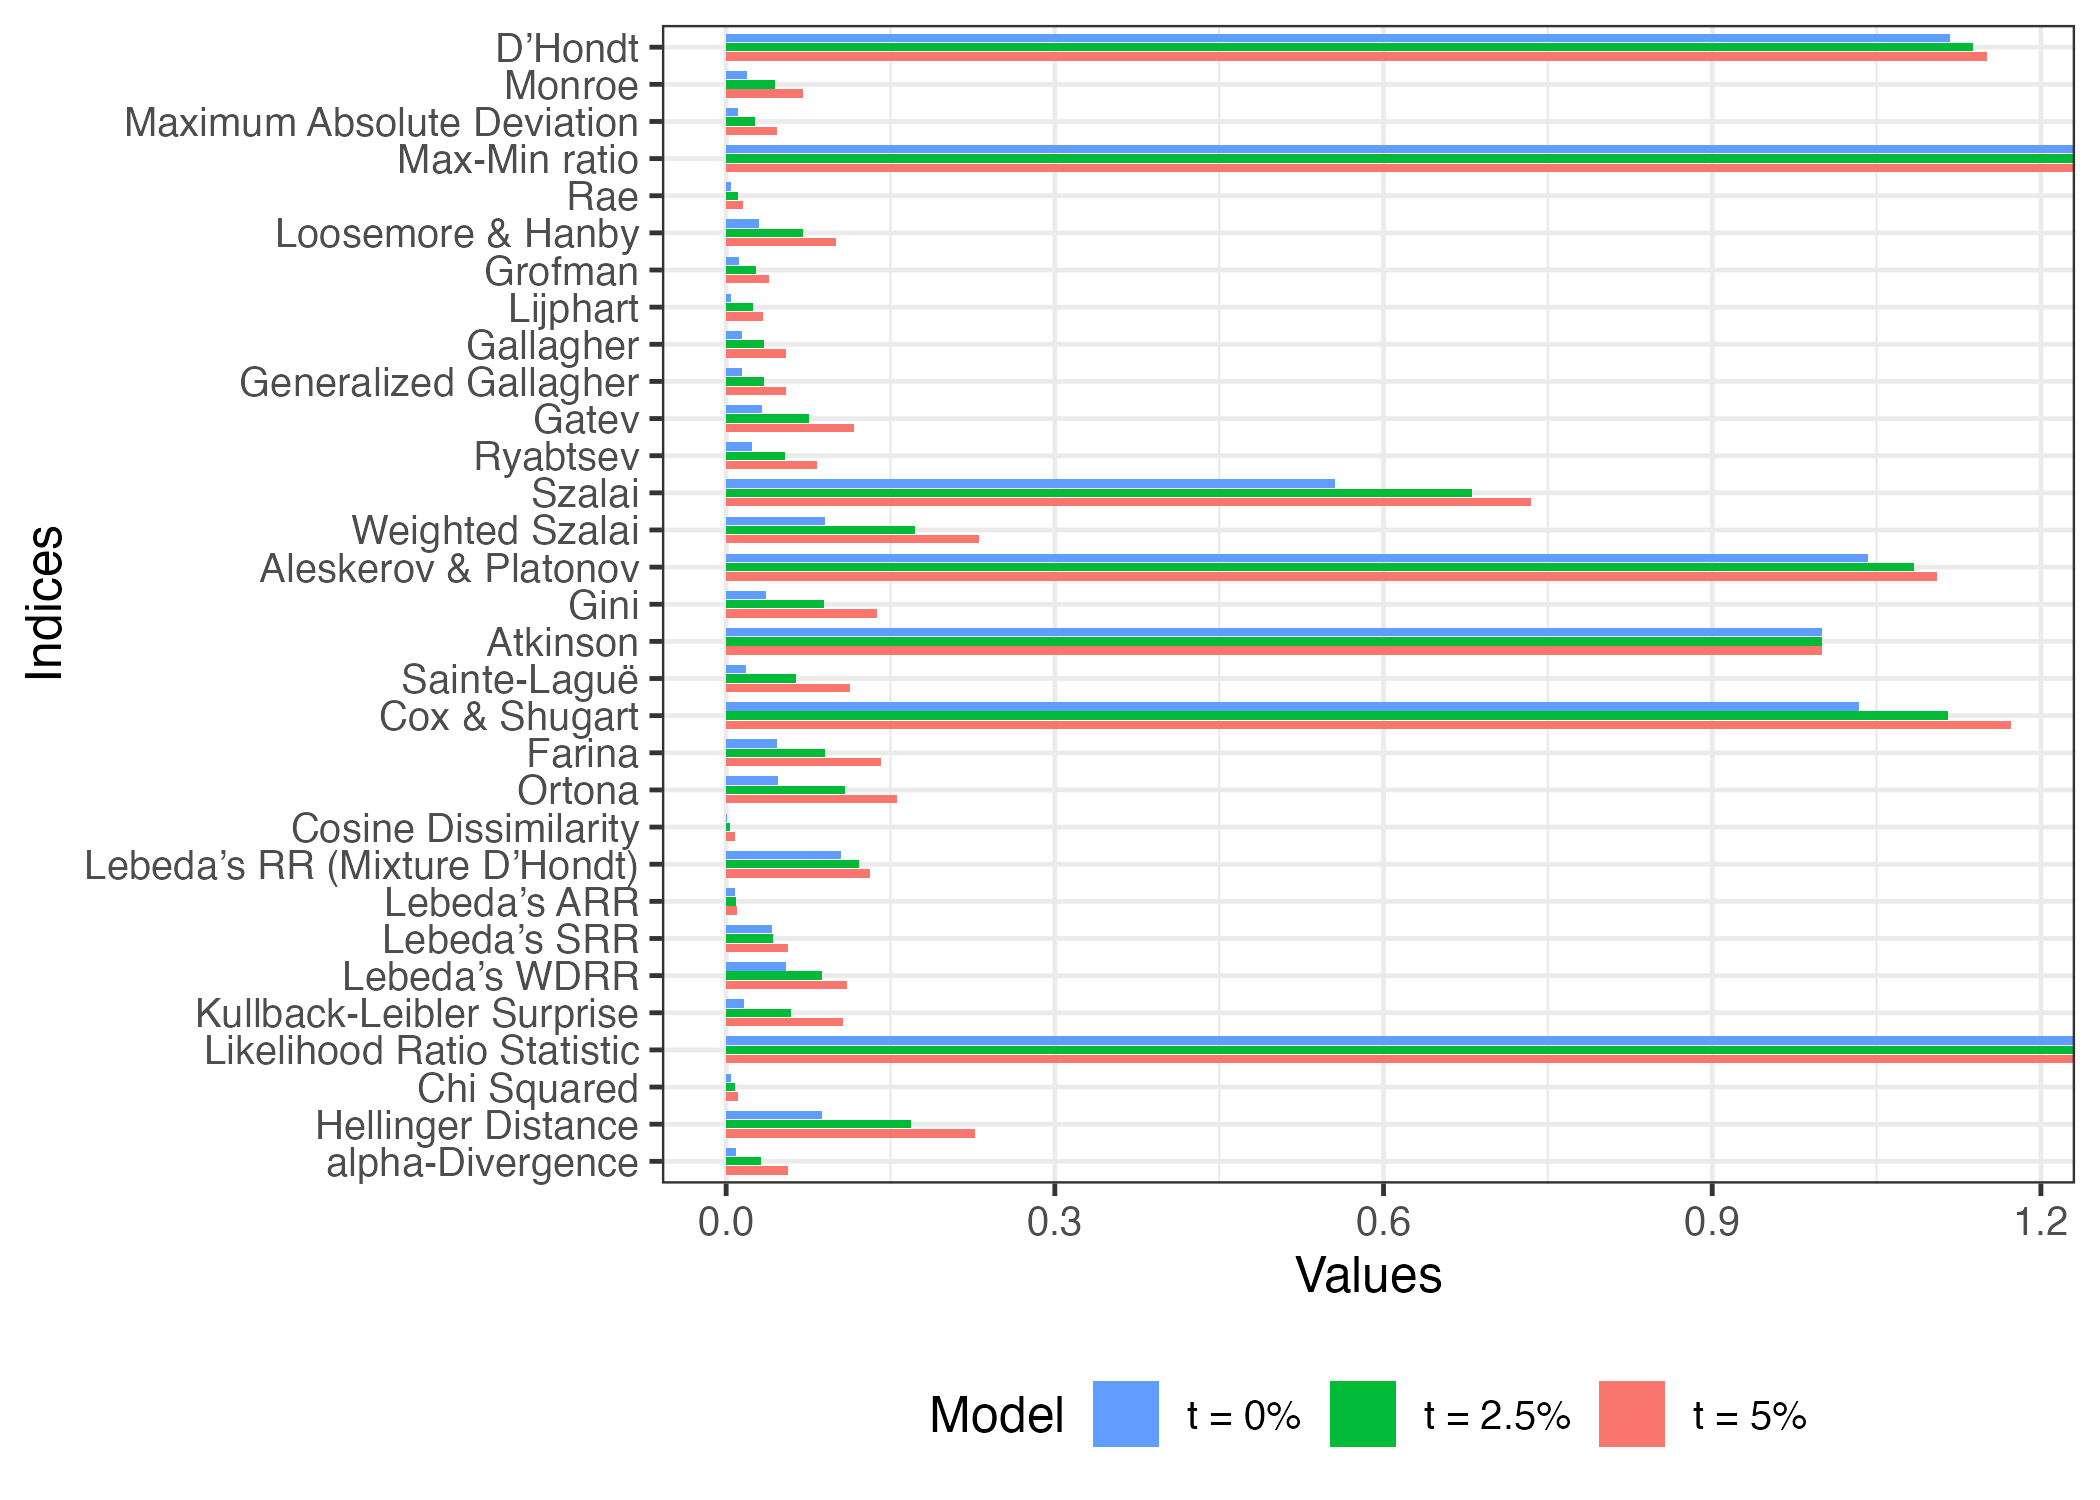 D’Hondt
Monroe
Maximum Absolute Deviation
Max-Min ratio
Rae
Loosemore & Hanby
Grofman
Lijphart
Gallagher
Generalized Gallagher
Gatev
Ryabtsev
Szalai
Weighted Szalai
Aleskerov & Platonov
Gini
Atkinson
Sainte-Laguë
Cox & Shugart
Farina
Ortona
Cosine Dissimilarity
Lebeda’s RR (Mixture D’Hondt)
Lebeda’s ARR
Lebeda’s SRR
Lebeda’s WDRR
Kullback-Leibler Surprise
Likelihood Ratio Statistic
Chi Squared
Hellinger Distance
alpha-Divergence
Indices
0.0 0.3 0.6 0.9 1.2
Values
Model t = 0% t = 2.5% t = 5%